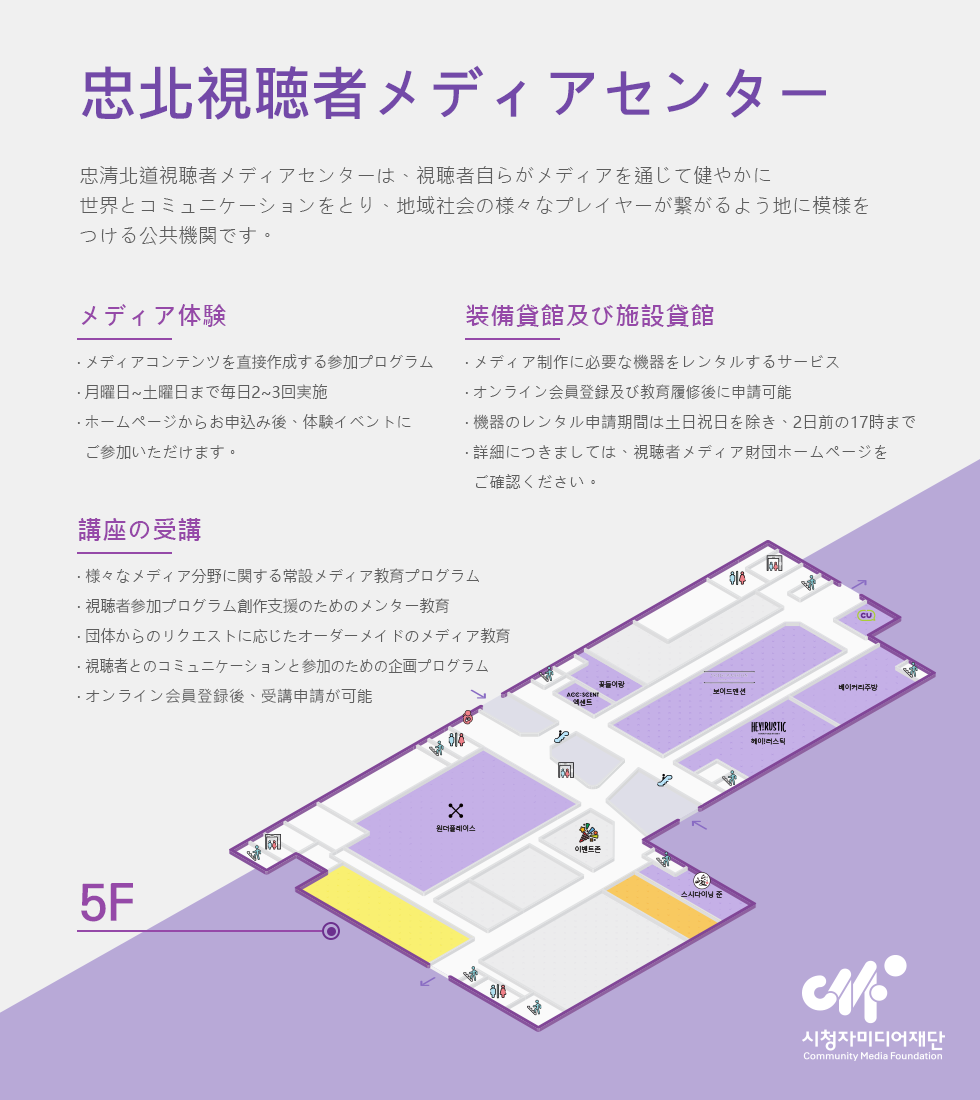 忠北視聴者メディアセンター
忠清北道視聴者メディアセンターは、視聴者自らがメディアを通じて健やかに
世界とコミュニケーションをとり、地域社会の様々なプレイヤーが繋がるよう地に模様を
つける公共機関です。
メディア体験
・メディアコンテンツを直接作成する参加プログラム
・月曜日~土曜日まで毎日2~3回実施
・ホームページからお申込み後、体験イベントに
ご参加いただけます。
装備貸館及び施設貸館
・メディア制作に必要な機器をレンタルするサービス
・オンライン会員登録及び教育履修後に申請可能
・機器のレンタル申請期間は土日祝日を除き、2日前の17時まで
・詳細につきましては、視聴者メディア財団ホームページを
ご確認ください。
講座の受講
・様々なメディア分野に関する常設メディア教育プログラム
・視聴者参加プログラム創作支援のためのメンター教育
・団体からのリクエストに応じたオーダーメイドのメディア教育
・視聴者とのコミュニケーションと参加のための企画プログラム
・オンライン会員登録後、受講申請が可能
CU
베이커리주방
꽃들이랑
ACE:SCENT
액센트
보이드맨션
HEY!RUSTIC
헤이!러스틱
원더플레이스
이벤트존
스시다이닝 준
5F
시청자미디어재단
Community Media Foundation